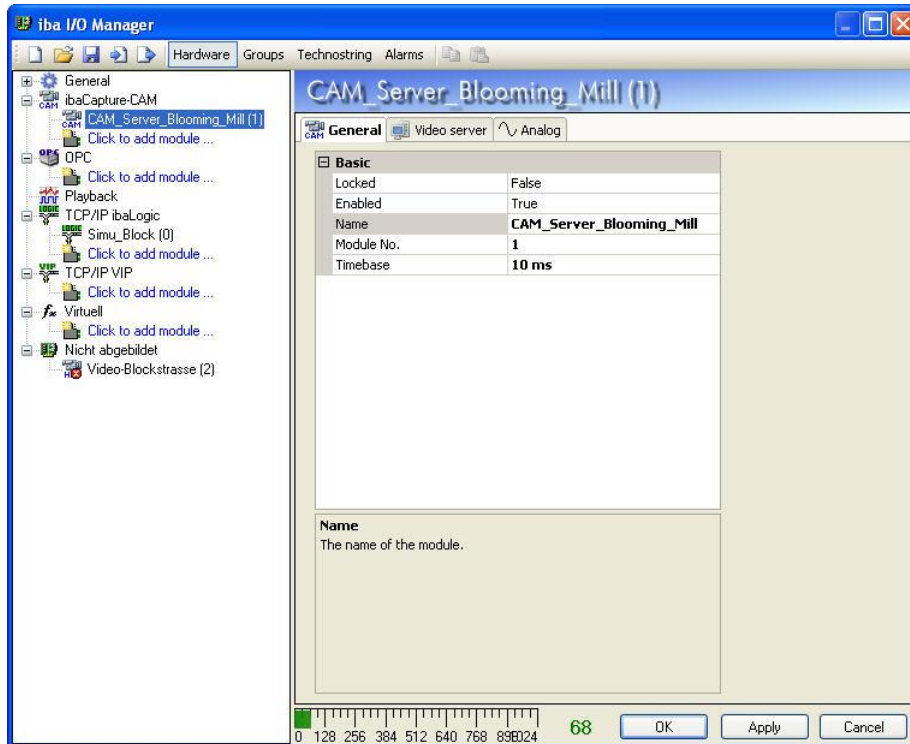 iba I/O Manager
Hardware Groups Technostring Alarms
General
ibaCapture-CAM
CAM_Server_Blooming_Mill (1)
Click to add module ...
OPC
Click to add module ...
Playback
TCP/IP ibaLogic
Simu_Block (0)
Click to add module ...
TCP/IP VIP
Click to add module ...
Virtuell
Click to add module ...
Nicht abgebildet
Video-Blockstrasse (2)
CAM_Server_Blooming_Mill (1)
General Video server Analog
Basic
Locked False
Enabled True
Name CAM_Server_Blooming_Mill
Module No. 1
Timebase 10 ms
Name
The name of the module.
0 128 256 384 512 640 768 896 1024
68 OK Apply Cancel